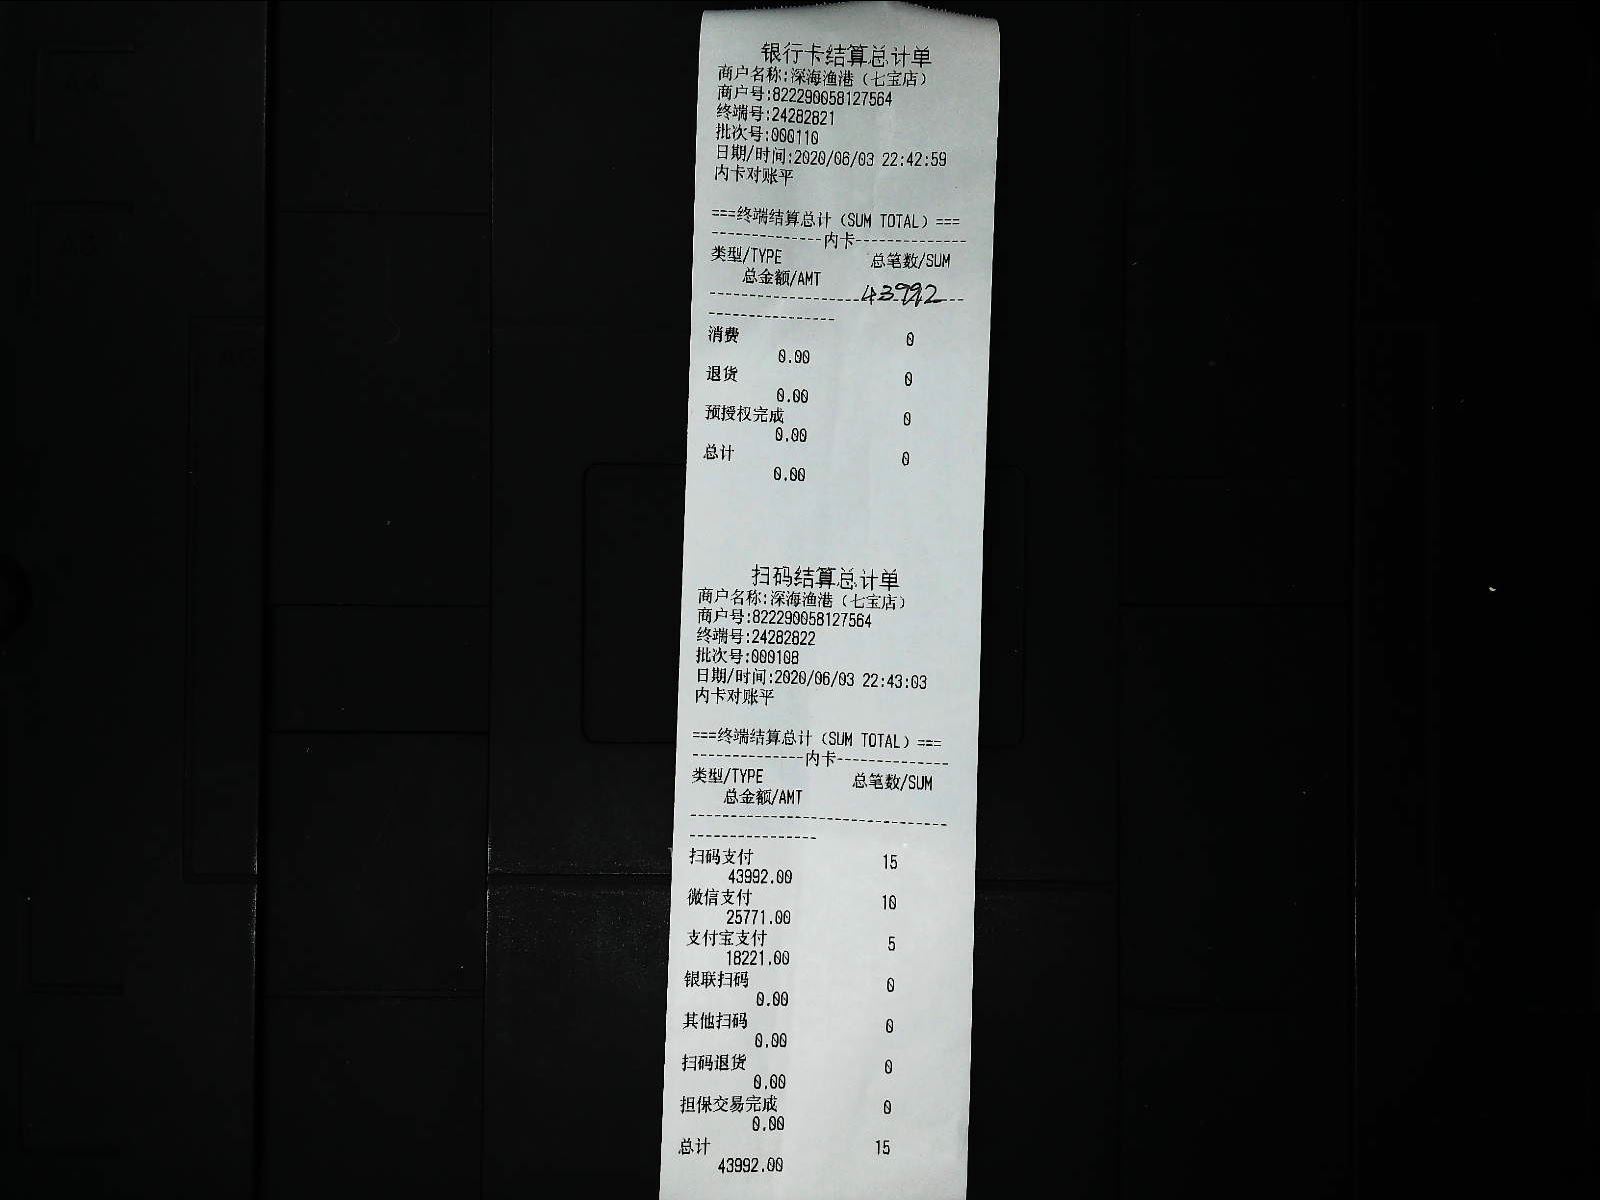 银行卡结算总计单
商户名称:深海渔港（七宝店）
商户号:822290058127564
终端号:24282821
批次号:000110
日期/时间:2020/06/03 22:42:59
内卡对账平
===终端结算总计（SUM TOTAL）===
--------------内卡--------------
类型/TYPE 总笔数/SUM
总金额/AMT
43992
消费 0
0.00
退货 0
0.00
预授权完成 0
0.00
总计 0
0.00
扫码结算总计单
商户名称:深海渔港（七宝店）
商户号:822290058127564
终端号:24282822
批次号:000108
日期/时间:2020/06/03 22:43:03
内卡对账平
===终端结算总计（SUM TOTAL）===
--------------内卡--------------
类型/TYPE 总笔数/SUM
总金额/AMT
扫码支付 15
43992.00
微信支付 10
25771.00
支付宝支付 5
18221.00
银联扫码 0
0.00
其他扫码 0
0.00
扫码退货 0
0.00
担保交易完成 0
0.00
总计 15
43992.00